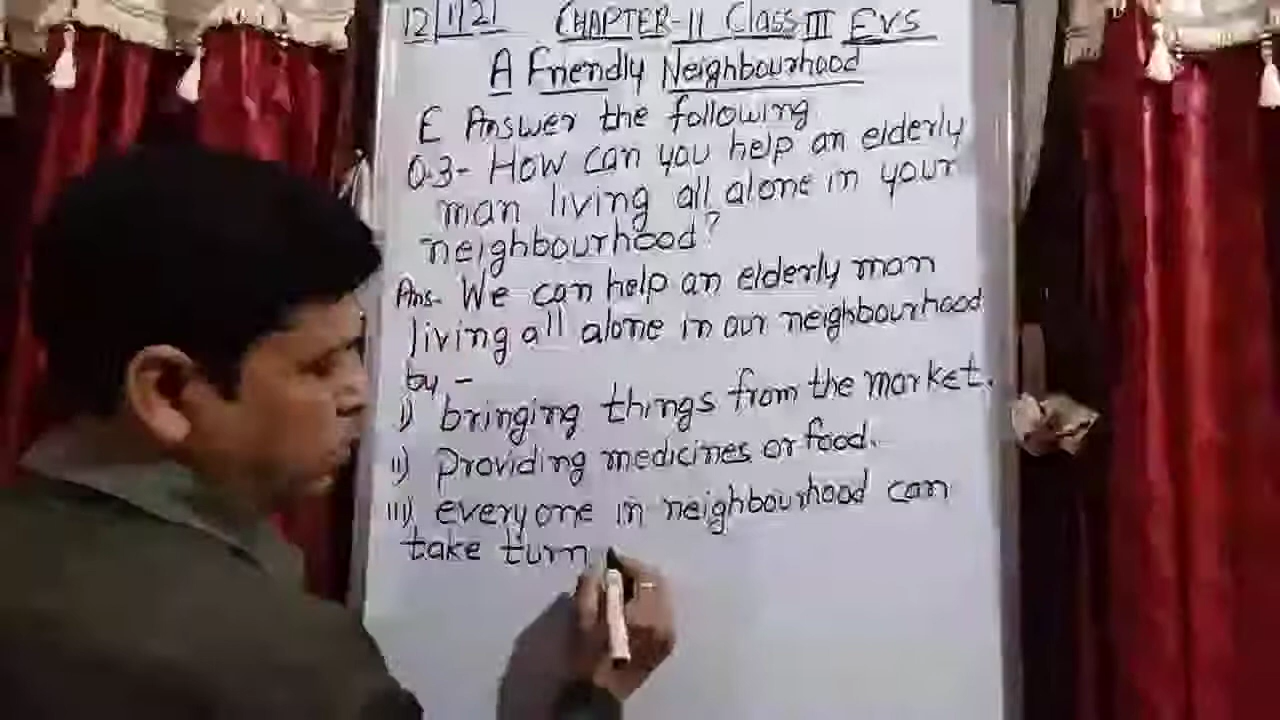 12/1/21 CHAPTER-11 Class III EVS
A Friendly Neighbourhood
E Answer the following
Q.3- How can you help an elderly
man living all alone in your
neighbourhood?
Ans- We can help an elderly man
living all alone in our neighbourhood
by -
i) bringing things from the market.
ii) Providing medicines or food.
iii) everyone in neighbourhood can
take turn